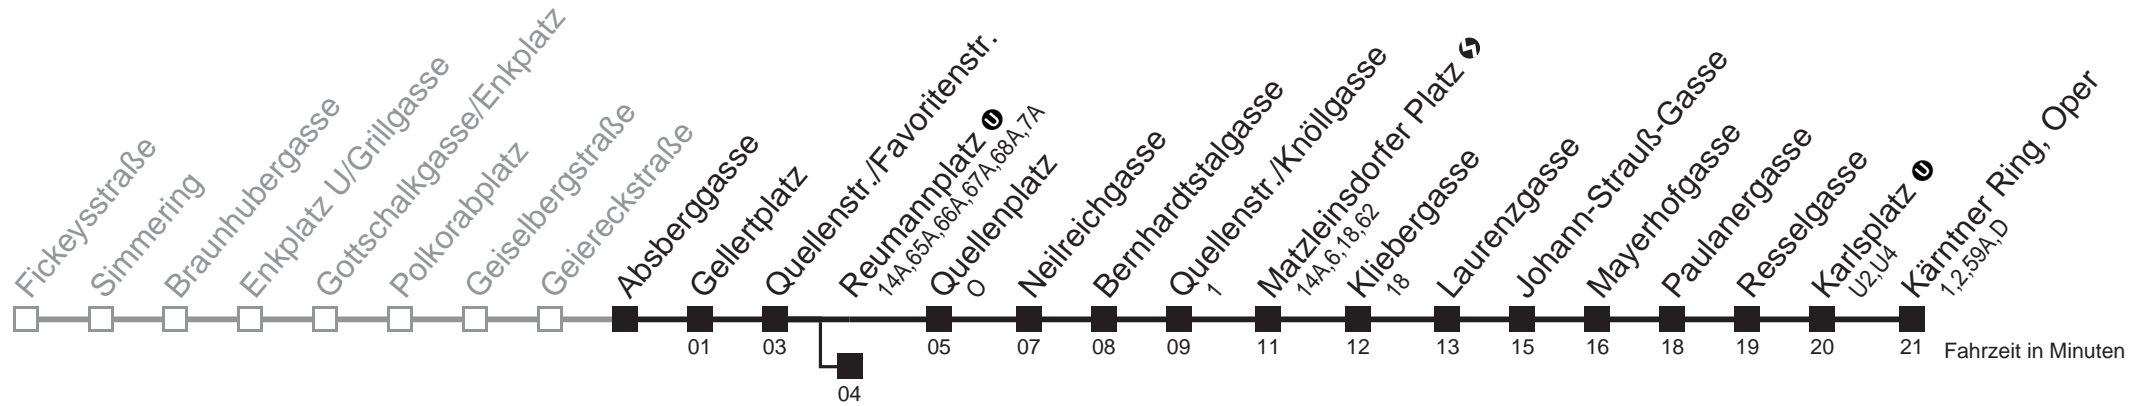 Fickeysstraße
Simmering
Braunhubergasse
Enkplatz U/Grillgasse
Gottschalkgasse/Enkplatz
Polkorabplatz
Geiselbergstraße
Geiereckstraße
Absberggasse
Gellertplatz
Quellenstr./Favoritenstr.
Reumannplatz U
14A,65A,66A,67A,68A,7A
Quellenplatz
O
Neilreichgasse
Bernhardtstalgasse
Quellenstr./Knöllgasse
1
Matzleinsdorfer Platz
14A,6,18,62
Kliebergasse
18
Laurenzgasse
Johann-Strauß-Gasse
Mayerhofgasse
Paulanergasse
Resselgasse
Karlsplatz U
U2,U4
Kärntner Ring, Oper
1,2,59A,D
01 03 05 07 08 09 11 12 13 15 16 18 19 20 21 Fahrzeit in Minuten
04